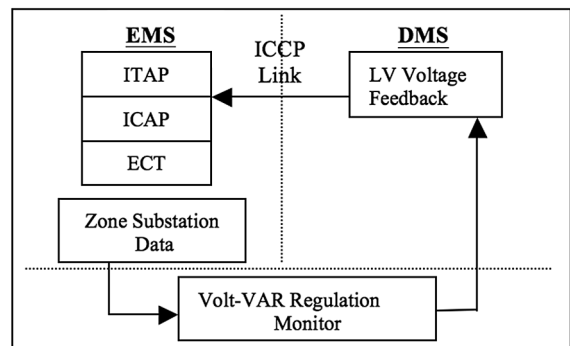 EMS
ICCP
Link
DMS
ITAP
ICAP
ECT
LV Voltage
Feedback
Zone Substation
Data
Volt-VAR Regulation
Monitor